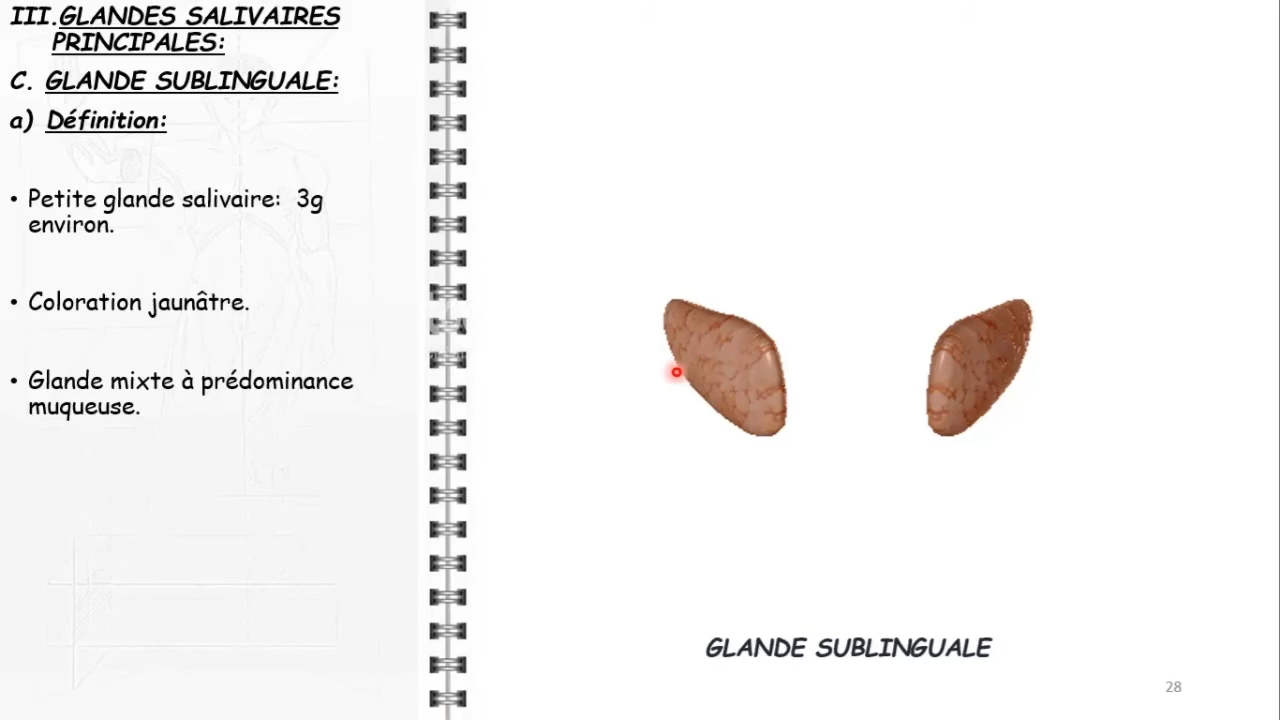 III.GLANDES SALIVAIRES
PRINCIPALES:
C. GLANDE SUBLINGUALE:
a) Définition:
• Petite glande salivaire: 3g
environ.
• Coloration jaunâtre.
• Glande mixte à prédominance
muqueuse.
GLANDE SUBLINGUALE
28